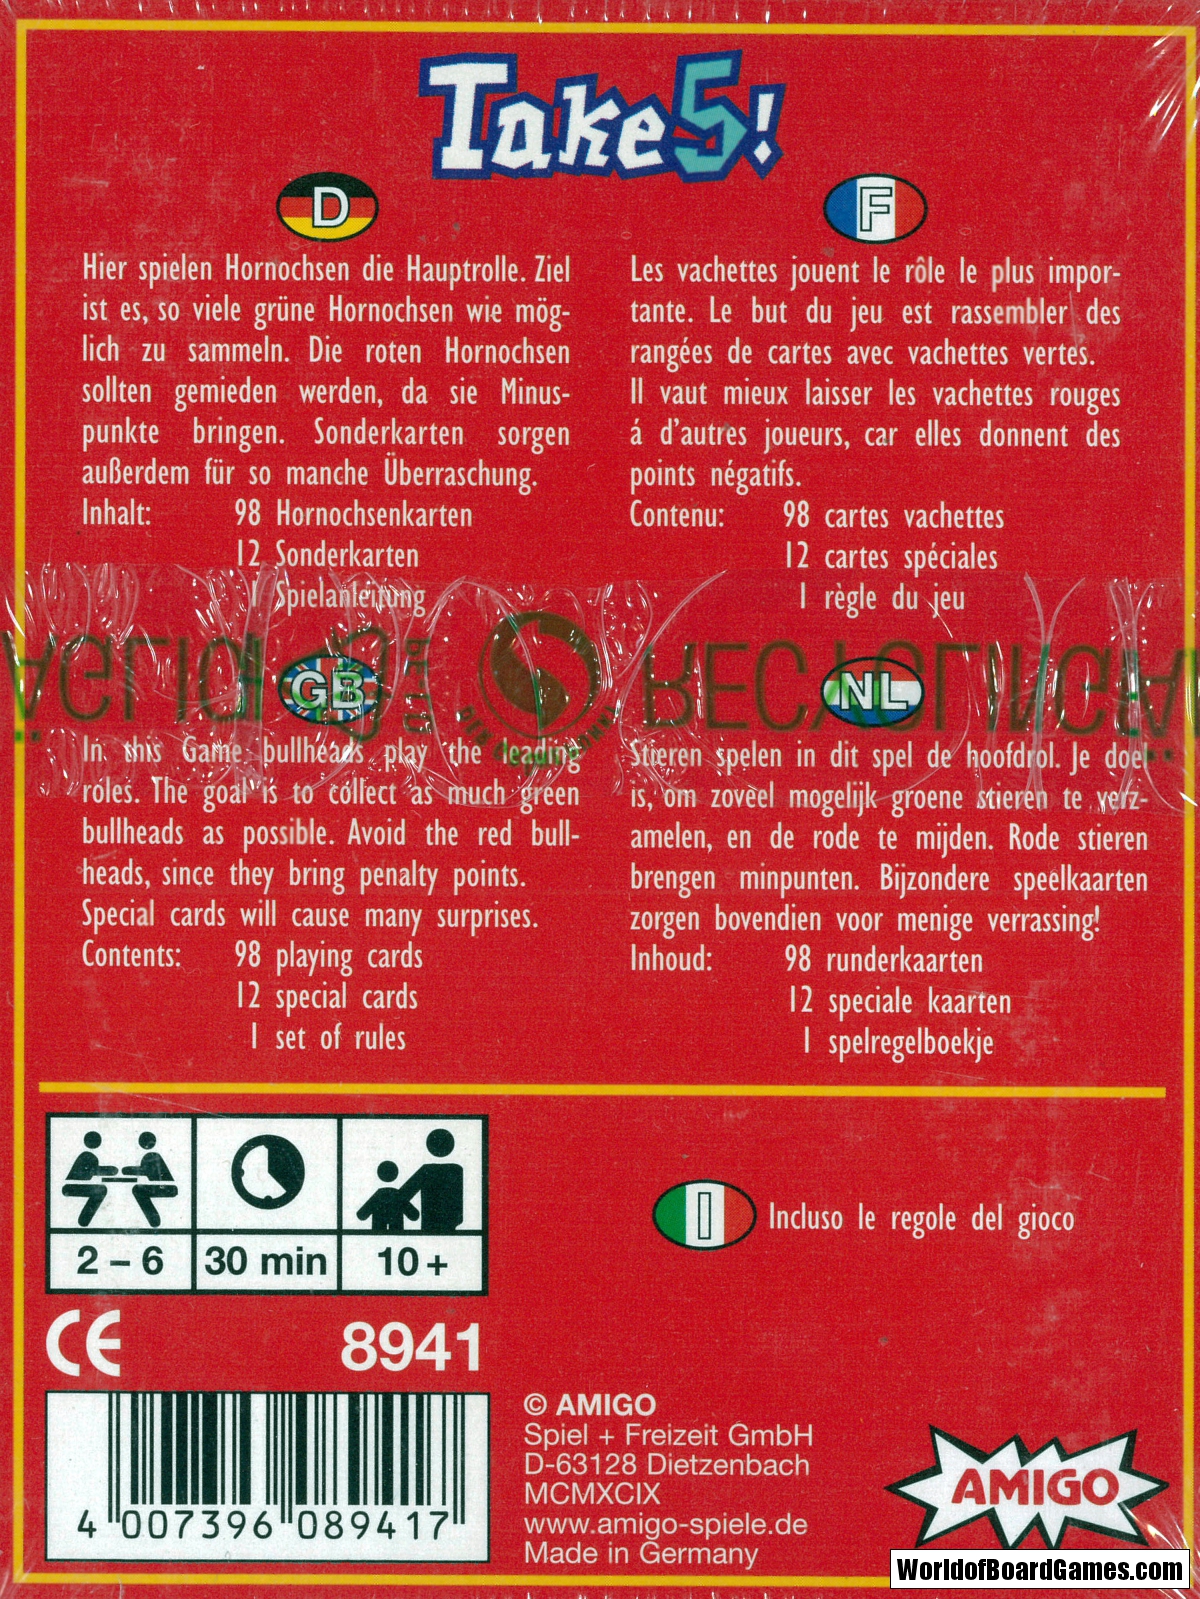 Take 5!
D
Hier spielen Hornochsen die Hauptrolle. Ziel
ist es, so viele grüne Hornochsen wie mög-
lich zu sammeln. Die roten Hornochsen
sollten gemieden werden, da sie Minus-
punkte bringen. Sonderkarten sorgen
außerdem für so manche Überraschung.
Inhalt: 98 Hornochsenkarten
12 Sonderkarten
1 Spielanleitung
F
Les vachettes jouent le rôle le plus impor-
tante. Le but du jeu est rassembler des
rangées de cartes avec vachettes vertes.
Il vaut mieux laisser les vachettes rouges
á d'autres joueurs, car elles donnent des
points négatifs.
Contenu: 98 cartes vachettes
12 cartes spéciales
1 règle du jeu
GB
In this Game bullheads play the leading
roles. The goal is to collect as much green
bullheads as possible. Avoid the red bull-
heads, since they bring penalty points.
Special cards will cause many surprises.
Contents: 98 playing cards
12 special cards
1 set of rules
NL
Stieren spelen in dit spel de hoofdrol. Je doel
is, om zoveel mogelijk groene stieren te verz-
amelen, en de rode te mijden. Rode stieren
brengen minpunten. Bijzondere speelkaarten
zorgen bovendien voor menige verrassing!
Inhoud: 98 runderkaarten
12 speciale kaarten
1 spelregelboekje
2 – 6
30 min
10 +
I
Incluso le regole del gioco
CE
8941
4 007396 089417
© AMIGO
Spiel + Freizeit GmbH
D-63128 Dietzenbach
MCMXCIX
www.amigo-spiele.de
Made in Germany
AMIGO
WorldofBoardGames.com